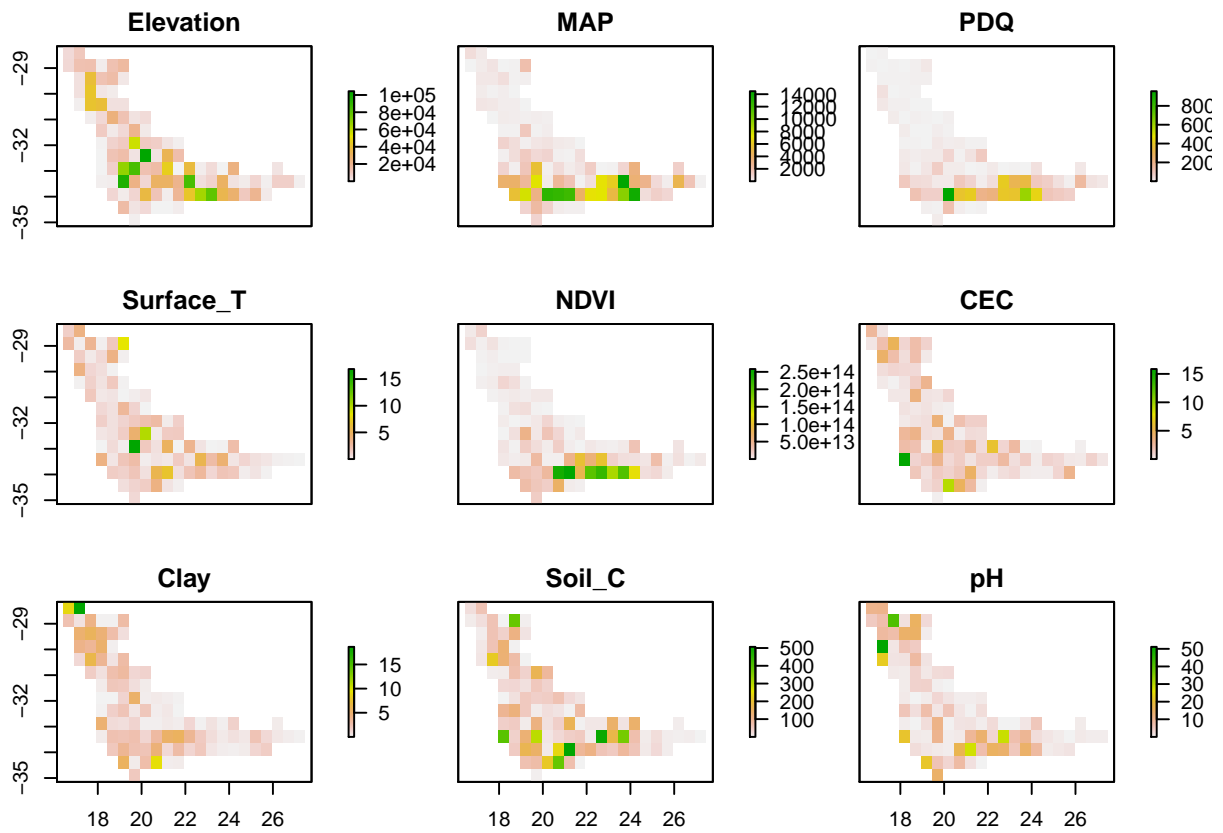 Elevation
MAP
PDQ
-29
-32
-35
1e+05
8e+04
6e+04
4e+04
2e+04
14000
12000
10000
8000
6000
4000
2000
800
600
400
200
Surface_T
NDVI
CEC
-29
-32
-35
15
10
5
2.5e+14
2.0e+14
1.5e+14
1.0e+14
5.0e+13
15
10
5
Clay
Soil_C
pH
-29
-32
-35
15
10
5
500
400
300
200
100
50
40
30
20
10
18 20 22 24 26
18 20 22 24 26
18 20 22 24 26